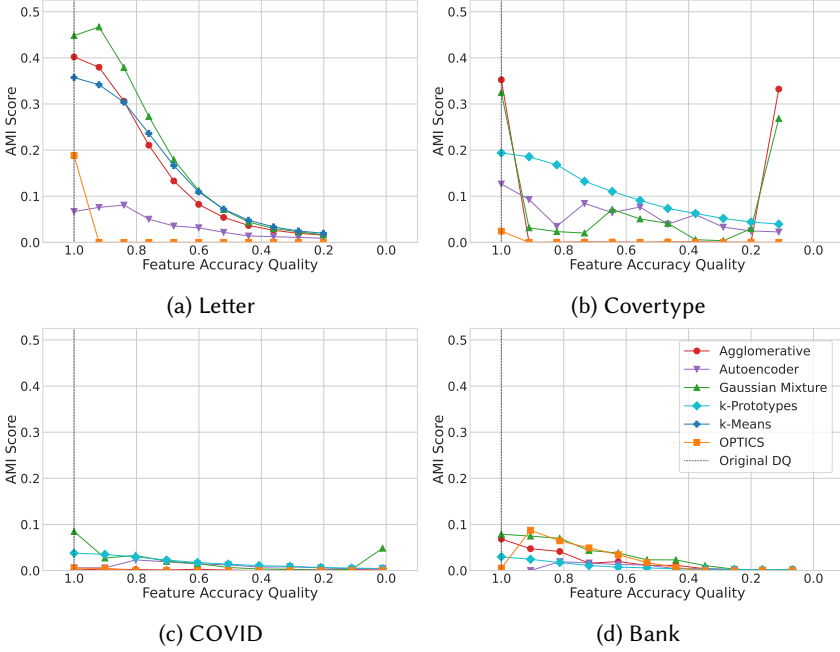 0.5
0.4
0.3
0.2
0.1
0.0
AMI Score
1.0 0.8 0.6 0.4 0.2 0.0
Feature Accuracy Quality
(a) Letter
0.5
0.4
0.3
0.2
0.1
0.0
AMI Score
1.0 0.8 0.6 0.4 0.2 0.0
Feature Accuracy Quality
(b) Covertype
0.5
0.4
0.3
0.2
0.1
0.0
AMI Score
1.0 0.8 0.6 0.4 0.2 0.0
Feature Accuracy Quality
(c) COVID
0.5
0.4
0.3
0.2
0.1
0.0
AMI Score
Agglomerative
Autoencoder
Gaussian Mixture
k-Prototypes
k-Means
OPTICS
Original DQ
1.0 0.8 0.6 0.4 0.2 0.0
Feature Accuracy Quality
(d) Bank